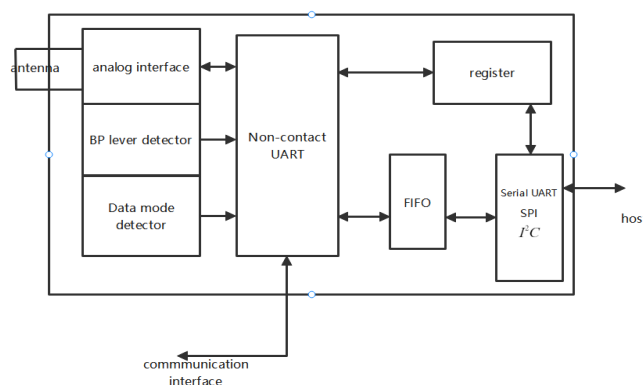 antenna
analog interface
BP lever detector
Data mode
detector
Non-contact
UART
register
FIFO
Serial UART
SPI
I²C
hos
commmunication
interface